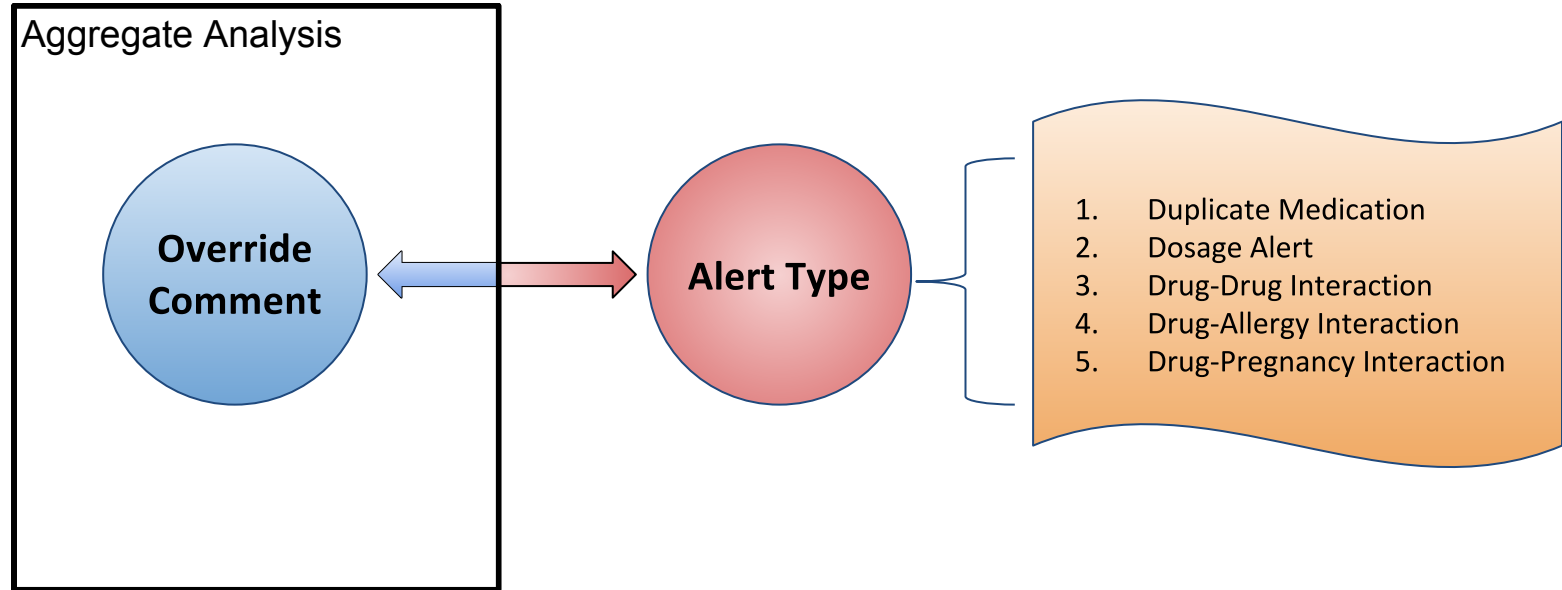 Aggregate Analysis
Override
Comment
Alert Type
1. Duplicate Medication
2. Dosage Alert
3. Drug-Drug Interaction
4. Drug-Allergy Interaction
5. Drug-Pregnancy Interaction